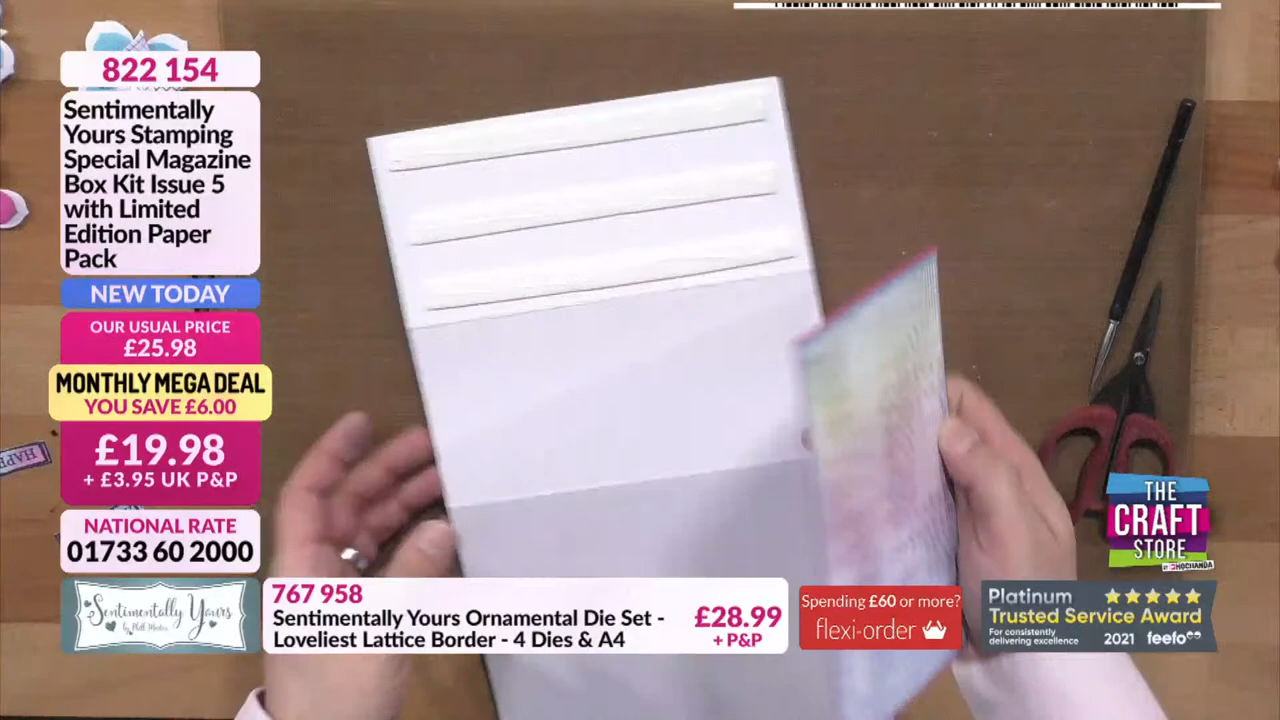 822 154
Sentimentally
Yours Stamping
Special Magazine
Box Kit Issue 5
with Limited
Edition Paper
Pack
NEW TODAY
OUR USUAL PRICE
£25.98
MONTHLY MEGA DEAL
YOU SAVE £6.00
£19.98
+ £3.95 UK P&P
NATIONAL RATE
01733 60 2000
Sentimentally Yours
by Phill Martin
767 958
Sentimentally Yours Ornamental Die Set -
Loveliest Lattice Border - 4 Dies & A4
£28.99
+ P&P
Spending £60 or more?
flexi-order
THE
CRAFT
STORE
HOCHANDA
Platinum
Trusted Service Award
For consistently
delivering excellence
2021 feefo